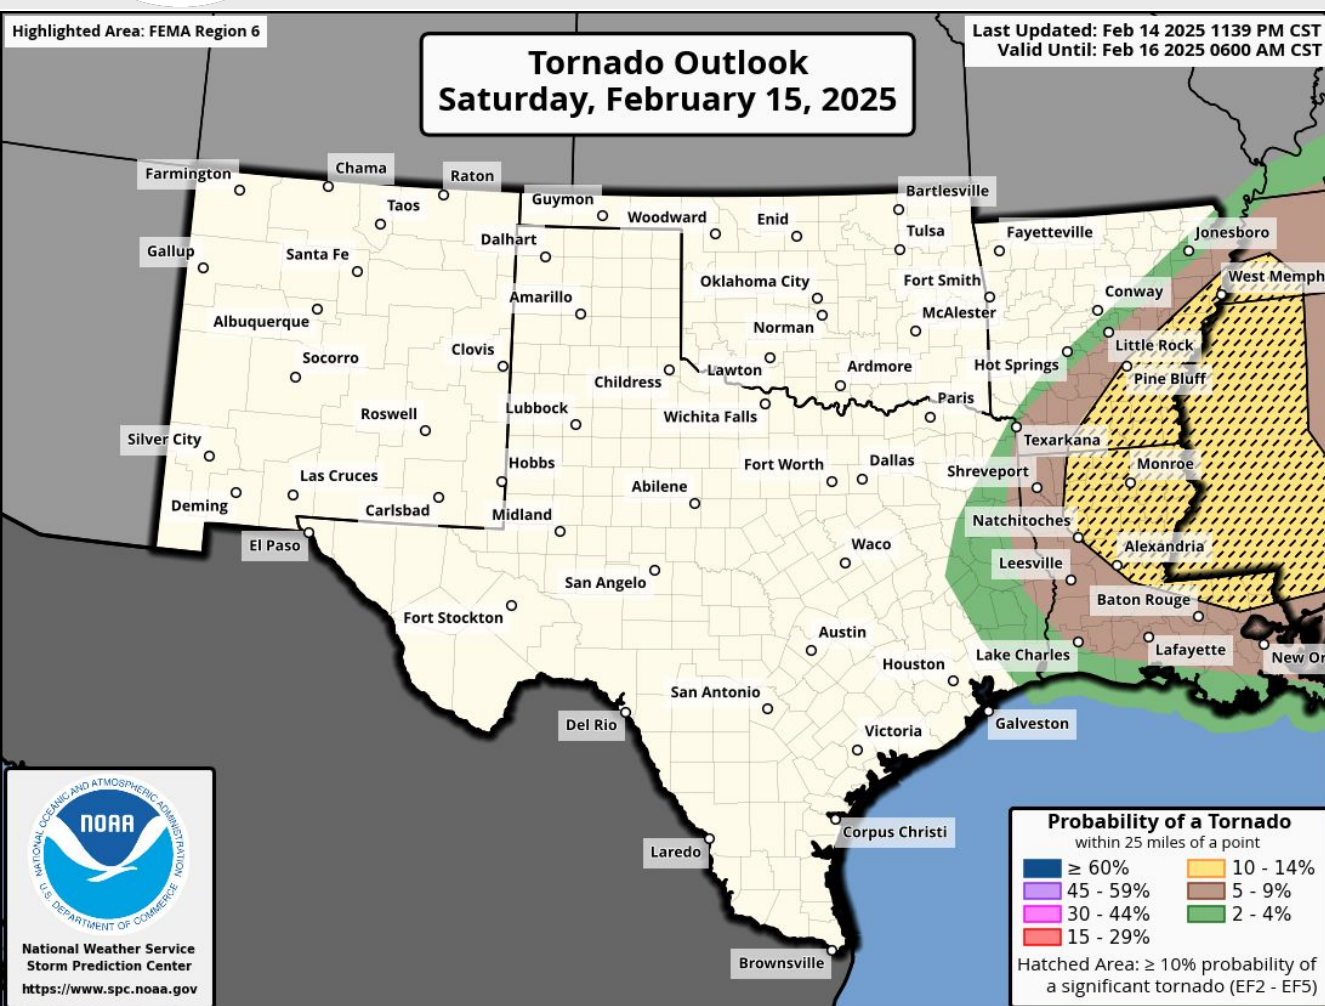 Highlighted Area: FEMA Region 6
Last Updated: Feb 14 2025 1139 PM CST
Valid Until: Feb 16 2025 0600 AM CST
Tornado Outlook
Saturday, February 15, 2025
Farmington
Chama
Raton
Taos
Guymon
Woodward
Enid
Bartlesville
Tulsa
Fayetteville
Jonesboro
Gallup
Santa Fe
Dalhart
Oklahoma City
Fort Smith
Conway
West Memph
Amarillo
Albuquerque
Norman
McAlester
Little Rock
Socorro
Clovis
Childress
Lawton
Ardmore
Hot Springs
Pine Bluff
Roswell
Lubbock
Wichita Falls
Paris
Silver City
Texarkana
Las Cruces
Hobbs
Fort Worth
Dallas
Shreveport
Monroe
Deming
Carlsbad
Midland
Abilene
Natchitoches
El Paso
Waco
Alexandria
San Angelo
Leesville
Fort Stockton
Baton Rouge
Austin
Lake Charles
Lafayette
New Or
Houston
San Antonio
Del Rio
Galveston
Victoria
Corpus Christi
Laredo
Brownsville
NATIONAL OCEANIC AND ATMOSPHERIC ADMINISTRATION
NOAA
U.S. DEPARTMENT OF COMMERCE
National Weather Service
Storm Prediction Center
https://www.spc.noaa.gov
Probability of a Tornado
within 25 miles of a point
≥ 60%
45 - 59%
30 - 44%
15 - 29%
10 - 14%
5 - 9%
2 - 4%
Hatched Area: ≥ 10% probability of
a significant tornado (EF2 - EF5)